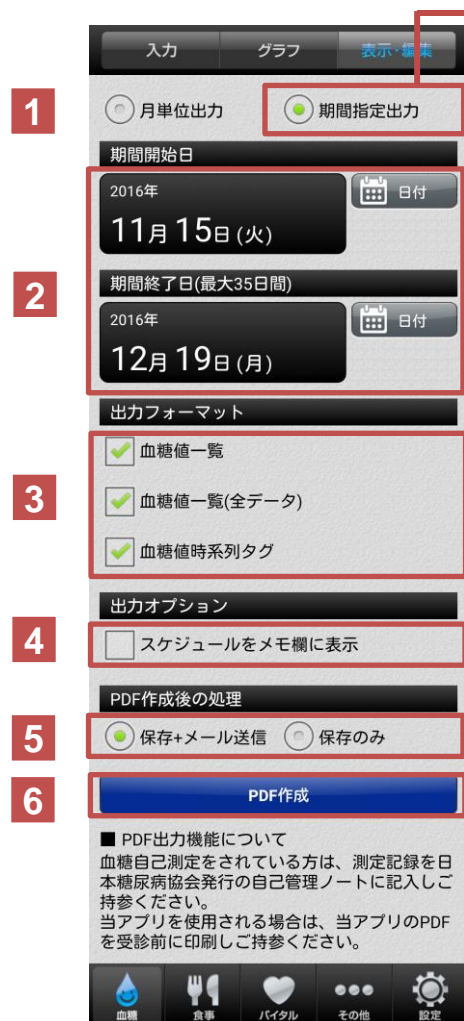 入力 グラフ 表示・編集
1
月単位出力 期間指定出力
期間開始日
2016年
日付
11月 15日 (火)
2
期間終了日(最大35日間)
2016年
日付
12月 19日 (月)
出力フォーマット
血糖値一覧
3
血糖値一覧(全データ)
血糖値時系列タグ
出力オプション
4
スケジュールをメモ欄に表示
PDF作成後の処理
5
保存+メール送信 保存のみ
6
PDF作成
■ PDF出力機能について
血糖自己測定をされている方は、測定記録を日
本糖尿病協会発行の自己管理ノートに記入しご
持参ください。
当アプリを使用される場合は、当アプリのPDF
を受診前に印刷しご持参ください。
血糖 食事 バイタル その他 設定